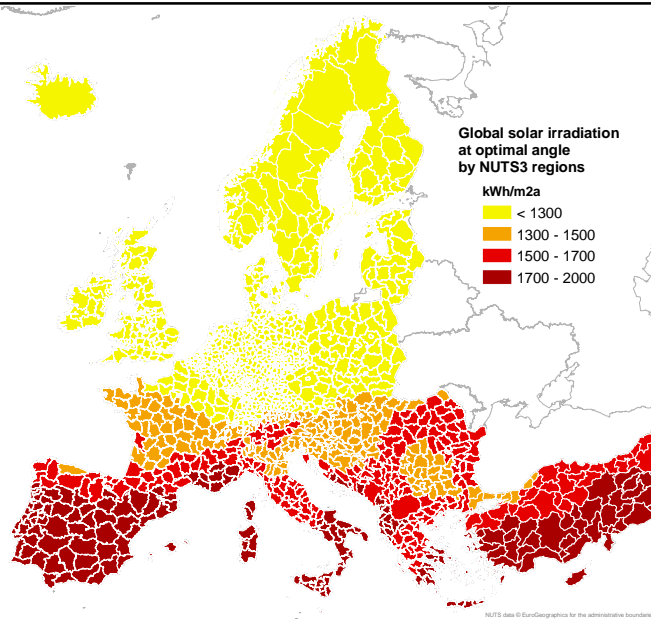 Global solar irradiation
at optimal angle
by NUTS3 regions
kWh/m2a
< 1300
1300 - 1500
1500 - 1700
1700 - 2000
NUTS data © EuroGeographics for the administrative boundarie